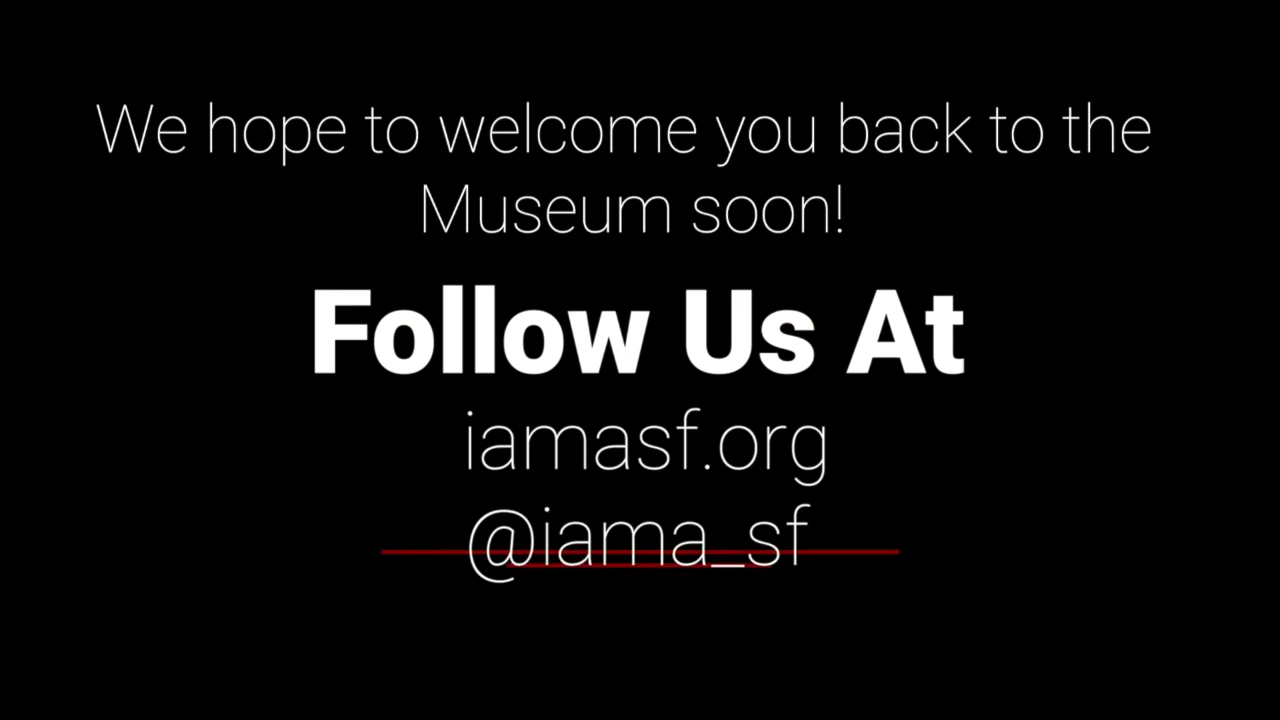 We hope to welcome you back to the
Museum soon!
Follow Us At
iamasf.org
@iama_sf